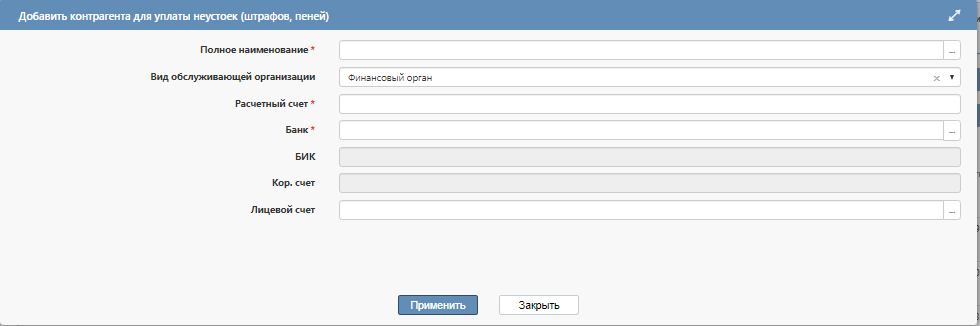 Добавить контрагента для уплаты неустоек (штрафов, пеней)
Полное наименование *
...
Вид обслуживающей организации
Финансовый орган
Расчетный счет *
Банк *
...
БИК
Кор. счет
Лицевой счет
...
Применить
Закрыть